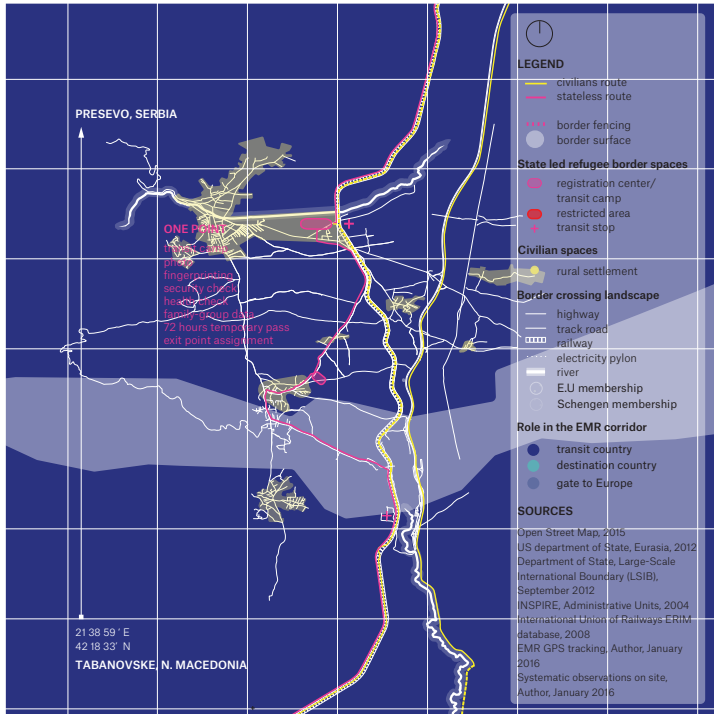 PRESEVO, SERBIA
ONE POINT
transit camp
fingerprinting
security check
health check
family-group data
72 hours temporary pass
exit point assignment
21 38 59 ' E
42 18 33' N
TABANOVSKE, N. MACEDONIA
LEGEND
civilians route
stateless route
border fencing
border surface
State led refugee border spaces
registration center/
transit camp
restricted area
transit stop
Civilian spaces
rural settlement
Border crossing landscape
highway
track road
railway
electricity pylon
river
E.U membership
Schengen membership
Role in the EMR corridor
transit country
destination country
gate to Europe
SOURCES
Open Street Map, 2015
US department of State, Eurasia, 2012
Department of State, Large-Scale
International Boundary (LSIB),
September 2012
INSPIRE, Administrative Units, 2004
International Union of Railways ERIM
database, 2008
EMR GPS tracking, Author, January
2016
Systematic observations on site,
Author, January 2016